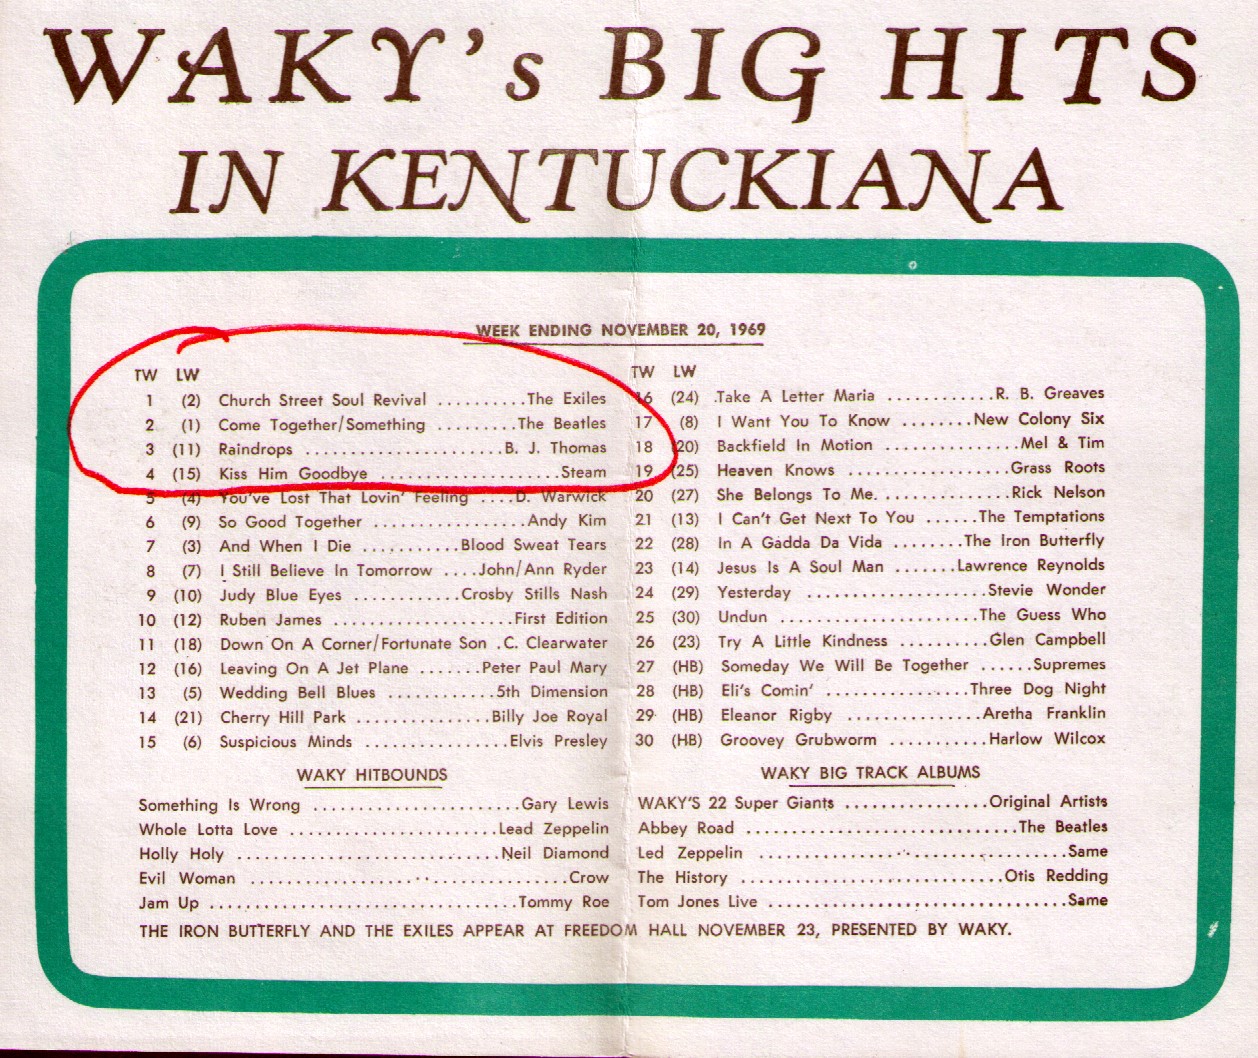 WAKY's BIG HITS
IN KENTUCKIANA
WEEK ENDING NOVEMBER 20, 1969
TW LW
1 (2) Church Street Soul Revival ..........The Exiles
2 (1) Come Together/Something .........The Beatles
3 (11) Raindrops .......................B. J. Thomas
4 (15) Kiss Him Goodbye ......................Steam
5 (4) You've Lost That Lovin' Feeling ....D. Warwick
6 (9) So Good Together ..................Andy Kim
7 (3) And When I Die ...........Blood Sweat Tears
8 (7) I Still Believe In Tomorrow ....John/Ann Ryder
9 (10) Judy Blue Eyes .............Crosby Stills Nash
10 (12) Ruben James .....................First Edition
11 (18) Down On A Corner/Fortunate Son .C. Clearwater
12 (16) Leaving On A Jet Plane .......Peter Paul Mary
13 (5) Wedding Bell Blues ............5th Dimension
14 (21) Cherry Hill Park ...............Billy Joe Royal
15 (6) Suspicious Minds ................Elvis Presley
TW LW
16 (24) Take A Letter Maria ............R. B. Greaves
17 (8) I Want You To Know ........New Colony Six
18 (20) Backfield In Motion ................Mel & Tim
19 (25) Heaven Knows ..................Grass Roots
20 (27) She Belongs To Me. .............Rick Nelson
21 (13) I Can't Get Next To You ......The Temptations
22 (28) In A Gadda Da Vida ........The Iron Butterfly
23 (14) Jesus Is A Soul Man .......Lawrence Reynolds
24 (29) Yesterday ....................Stevie Wonder
25 (30) Undun ......................The Guess Who
26 (23) Try A Little Kindness ..........Glen Campbell
27 (HB) Someday We Will Be Together ......Supremes
28 (HB) Eli's Comin' ................Three Dog Night
29 (HB) Eleanor Rigby ...............Aretha Franklin
30 (HB) Groovey Grubworm ...........Harlow Wilcox
WAKY HITBOUNDS
Something Is Wrong .......................Gary Lewis
Whole Lotta Love .......................Lead Zeppelin
Holly Holy .............................Neil Diamond
Evil Woman ...................................Crow
Jam Up ..................................Tommy Roe
WAKY BIG TRACK ALBUMS
WAKY'S 22 Super Giants ................Original Artists
Abbey Road ..............................The Beatles
Led Zeppelin ..................................Same
The History .............................Otis Redding
Tom Jones Live .................................Same
THE IRON BUTTERFLY AND THE EXILES APPEAR AT FREEDOM HALL NOVEMBER 23, PRESENTED BY WAKY.